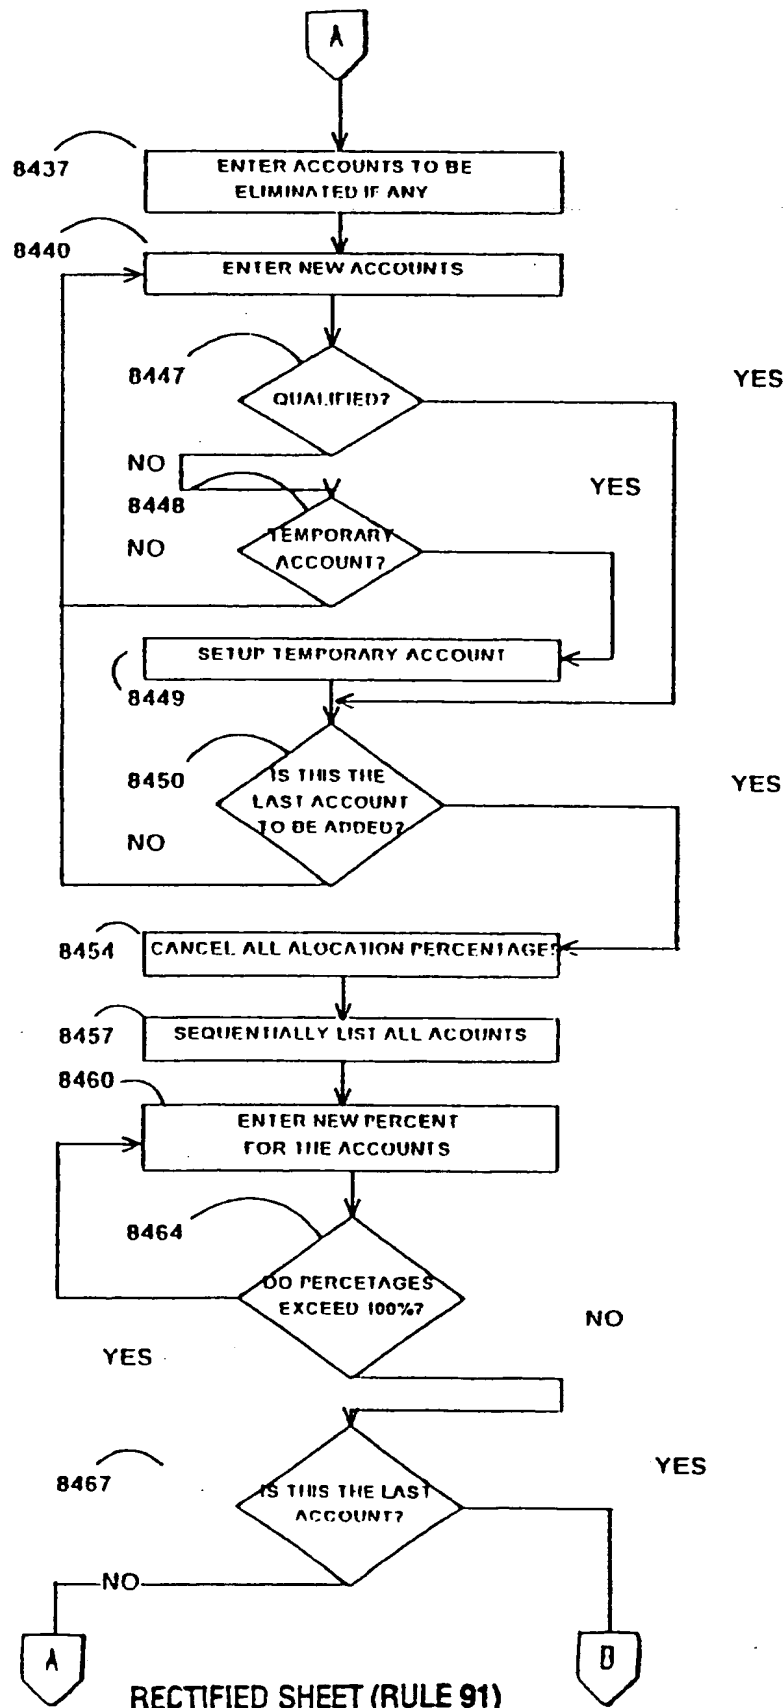 A
8437
ENTER ACCOUNTS TO BE
ELIMINATED IF ANY
8440
ENTER NEW ACCOUNTS
8447
QUALIFIED?
YES
NO
8448
YES
TEMPORARY
ACCOUNT?
NO
SETUP TEMPORARY ACCOUNT
8449
8450
IS THIS THE
LAST ACCOUNT
TO BE ADDED?
YES
NO
8454
CANCEL ALL ALOCATION PERCENTAGES
8457
SEQUENTIALLY LIST ALL ACOUNTS
8460
ENTER NEW PERCENT
FOR THE ACCOUNTS
8464
DO PERCETAGES
EXCEED 100%?
NO
YES
8467
IS THIS THE LAST
ACCOUNT?
YES
NO
A
RECTIFIED SHEET (RULE 91)